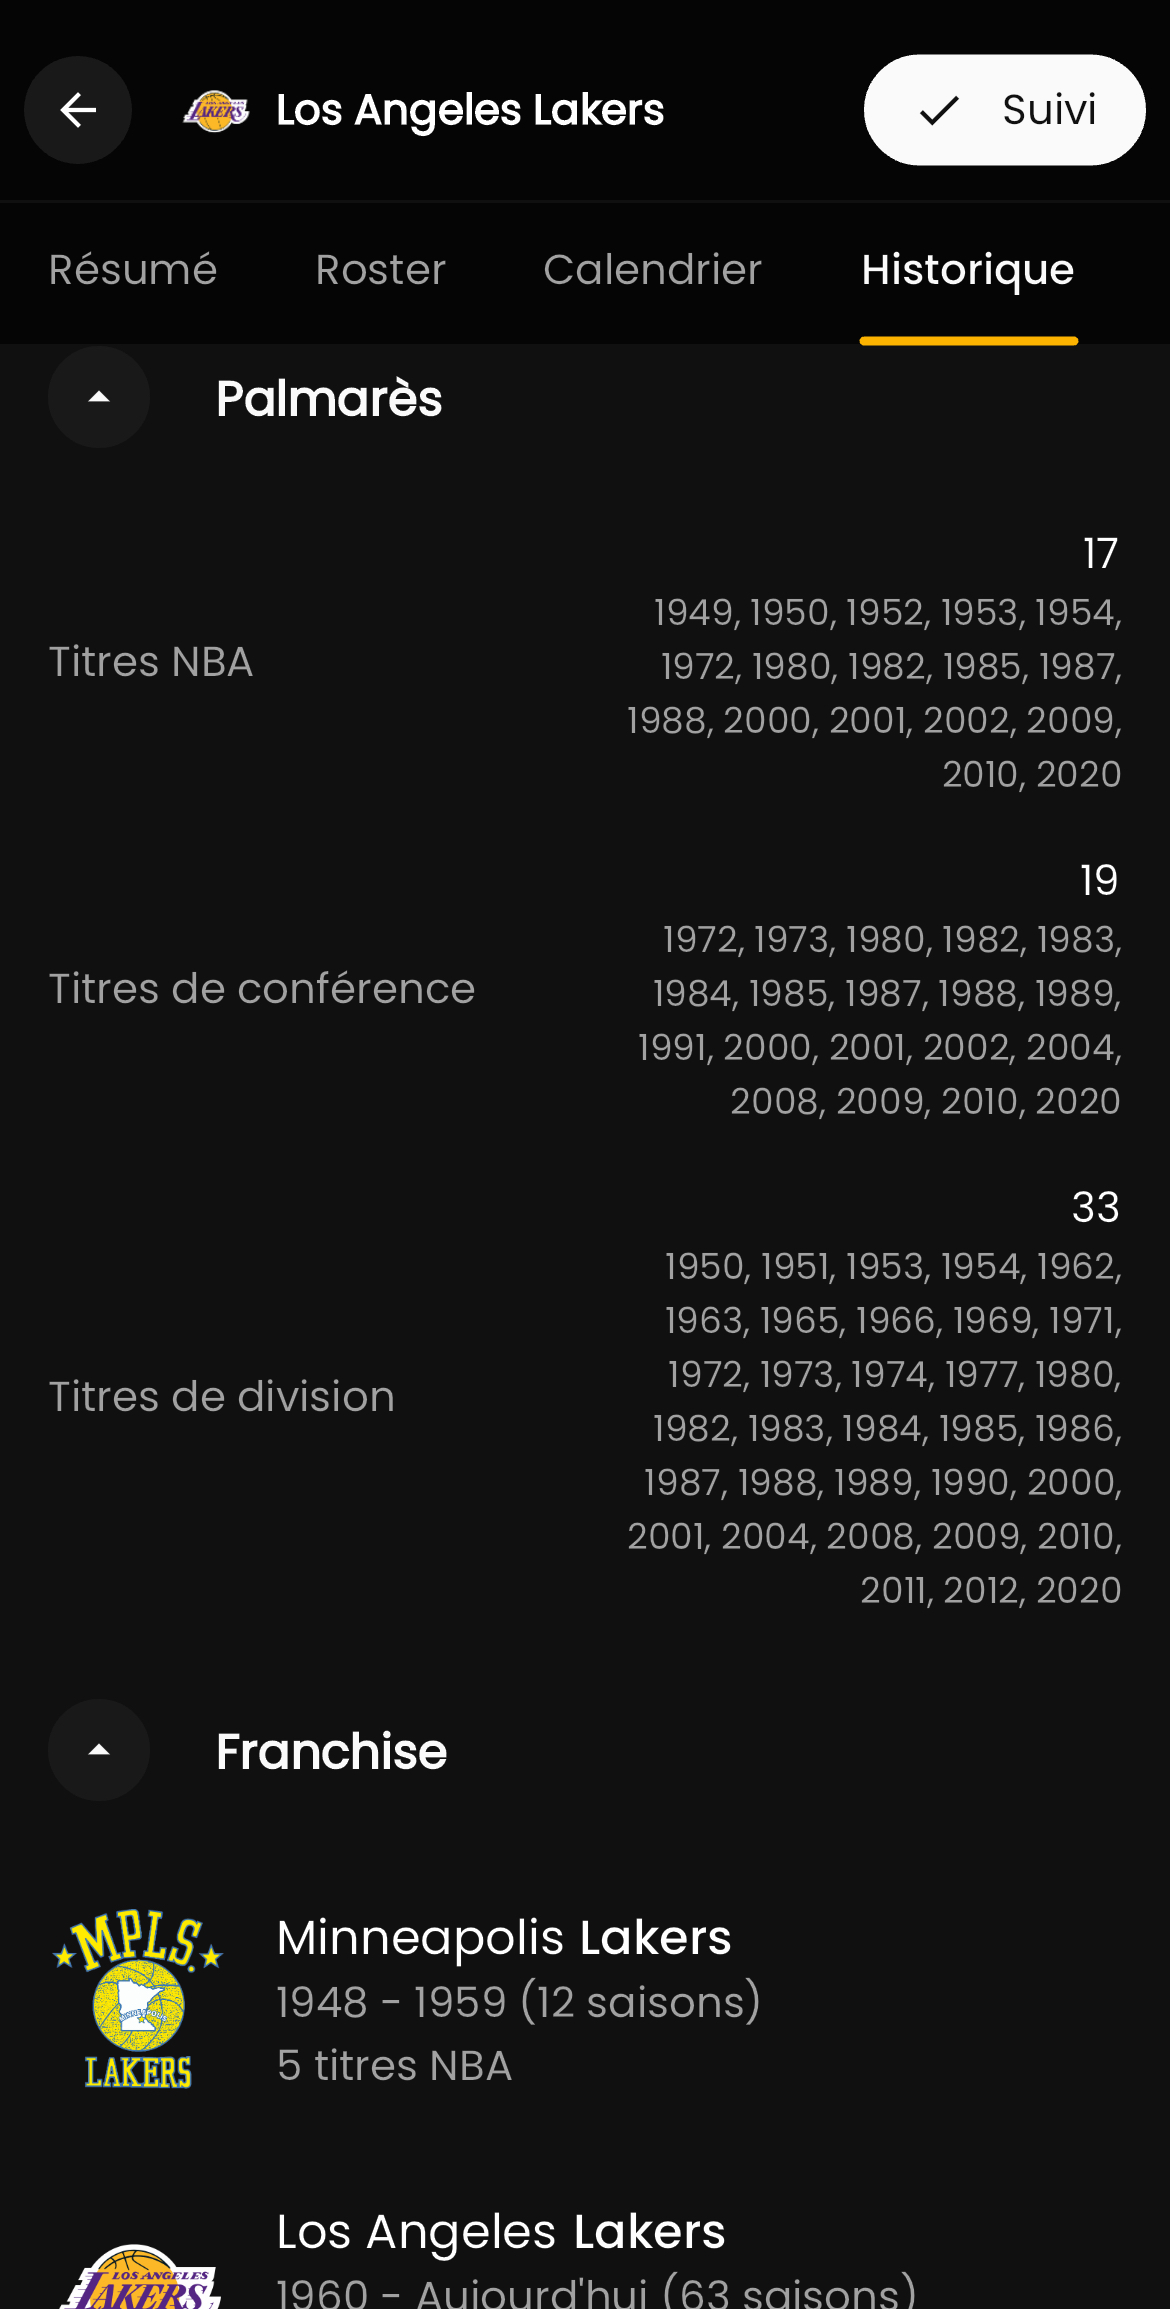 LAKERS Los Angeles Lakers Suivi
Résumé Roster Calendrier Historique
Palmarès
17
1949, 1950, 1952, 1953, 1954,
Titres NBA
1972, 1980, 1982, 1985, 1987,
1988, 2000, 2001, 2002, 2009,
2010, 2020
19
1972, 1973, 1980, 1982, 1983,
Titres de conférence
1984, 1985, 1987, 1988, 1989,
1991, 2000, 2001, 2002, 2004,
2008, 2009, 2010, 2020
33
1950, 1951, 1953, 1954, 1962,
1963, 1965, 1966, 1969, 1971,
1972, 1973, 1974, 1977, 1980,
Titres de division
1982, 1983, 1984, 1985, 1986,
1987, 1988, 1989, 1990, 2000,
2001, 2004, 2008, 2009, 2010,
2011, 2012, 2020
Franchise
MPLS.
LAKERS
Minneapolis Lakers
1948 - 1959 (12 saisons)
5 titres NBA
Los Angeles Lakers
LOS ANGELES
LAKERS
1960 - Aujourd'hui (63 saisons)